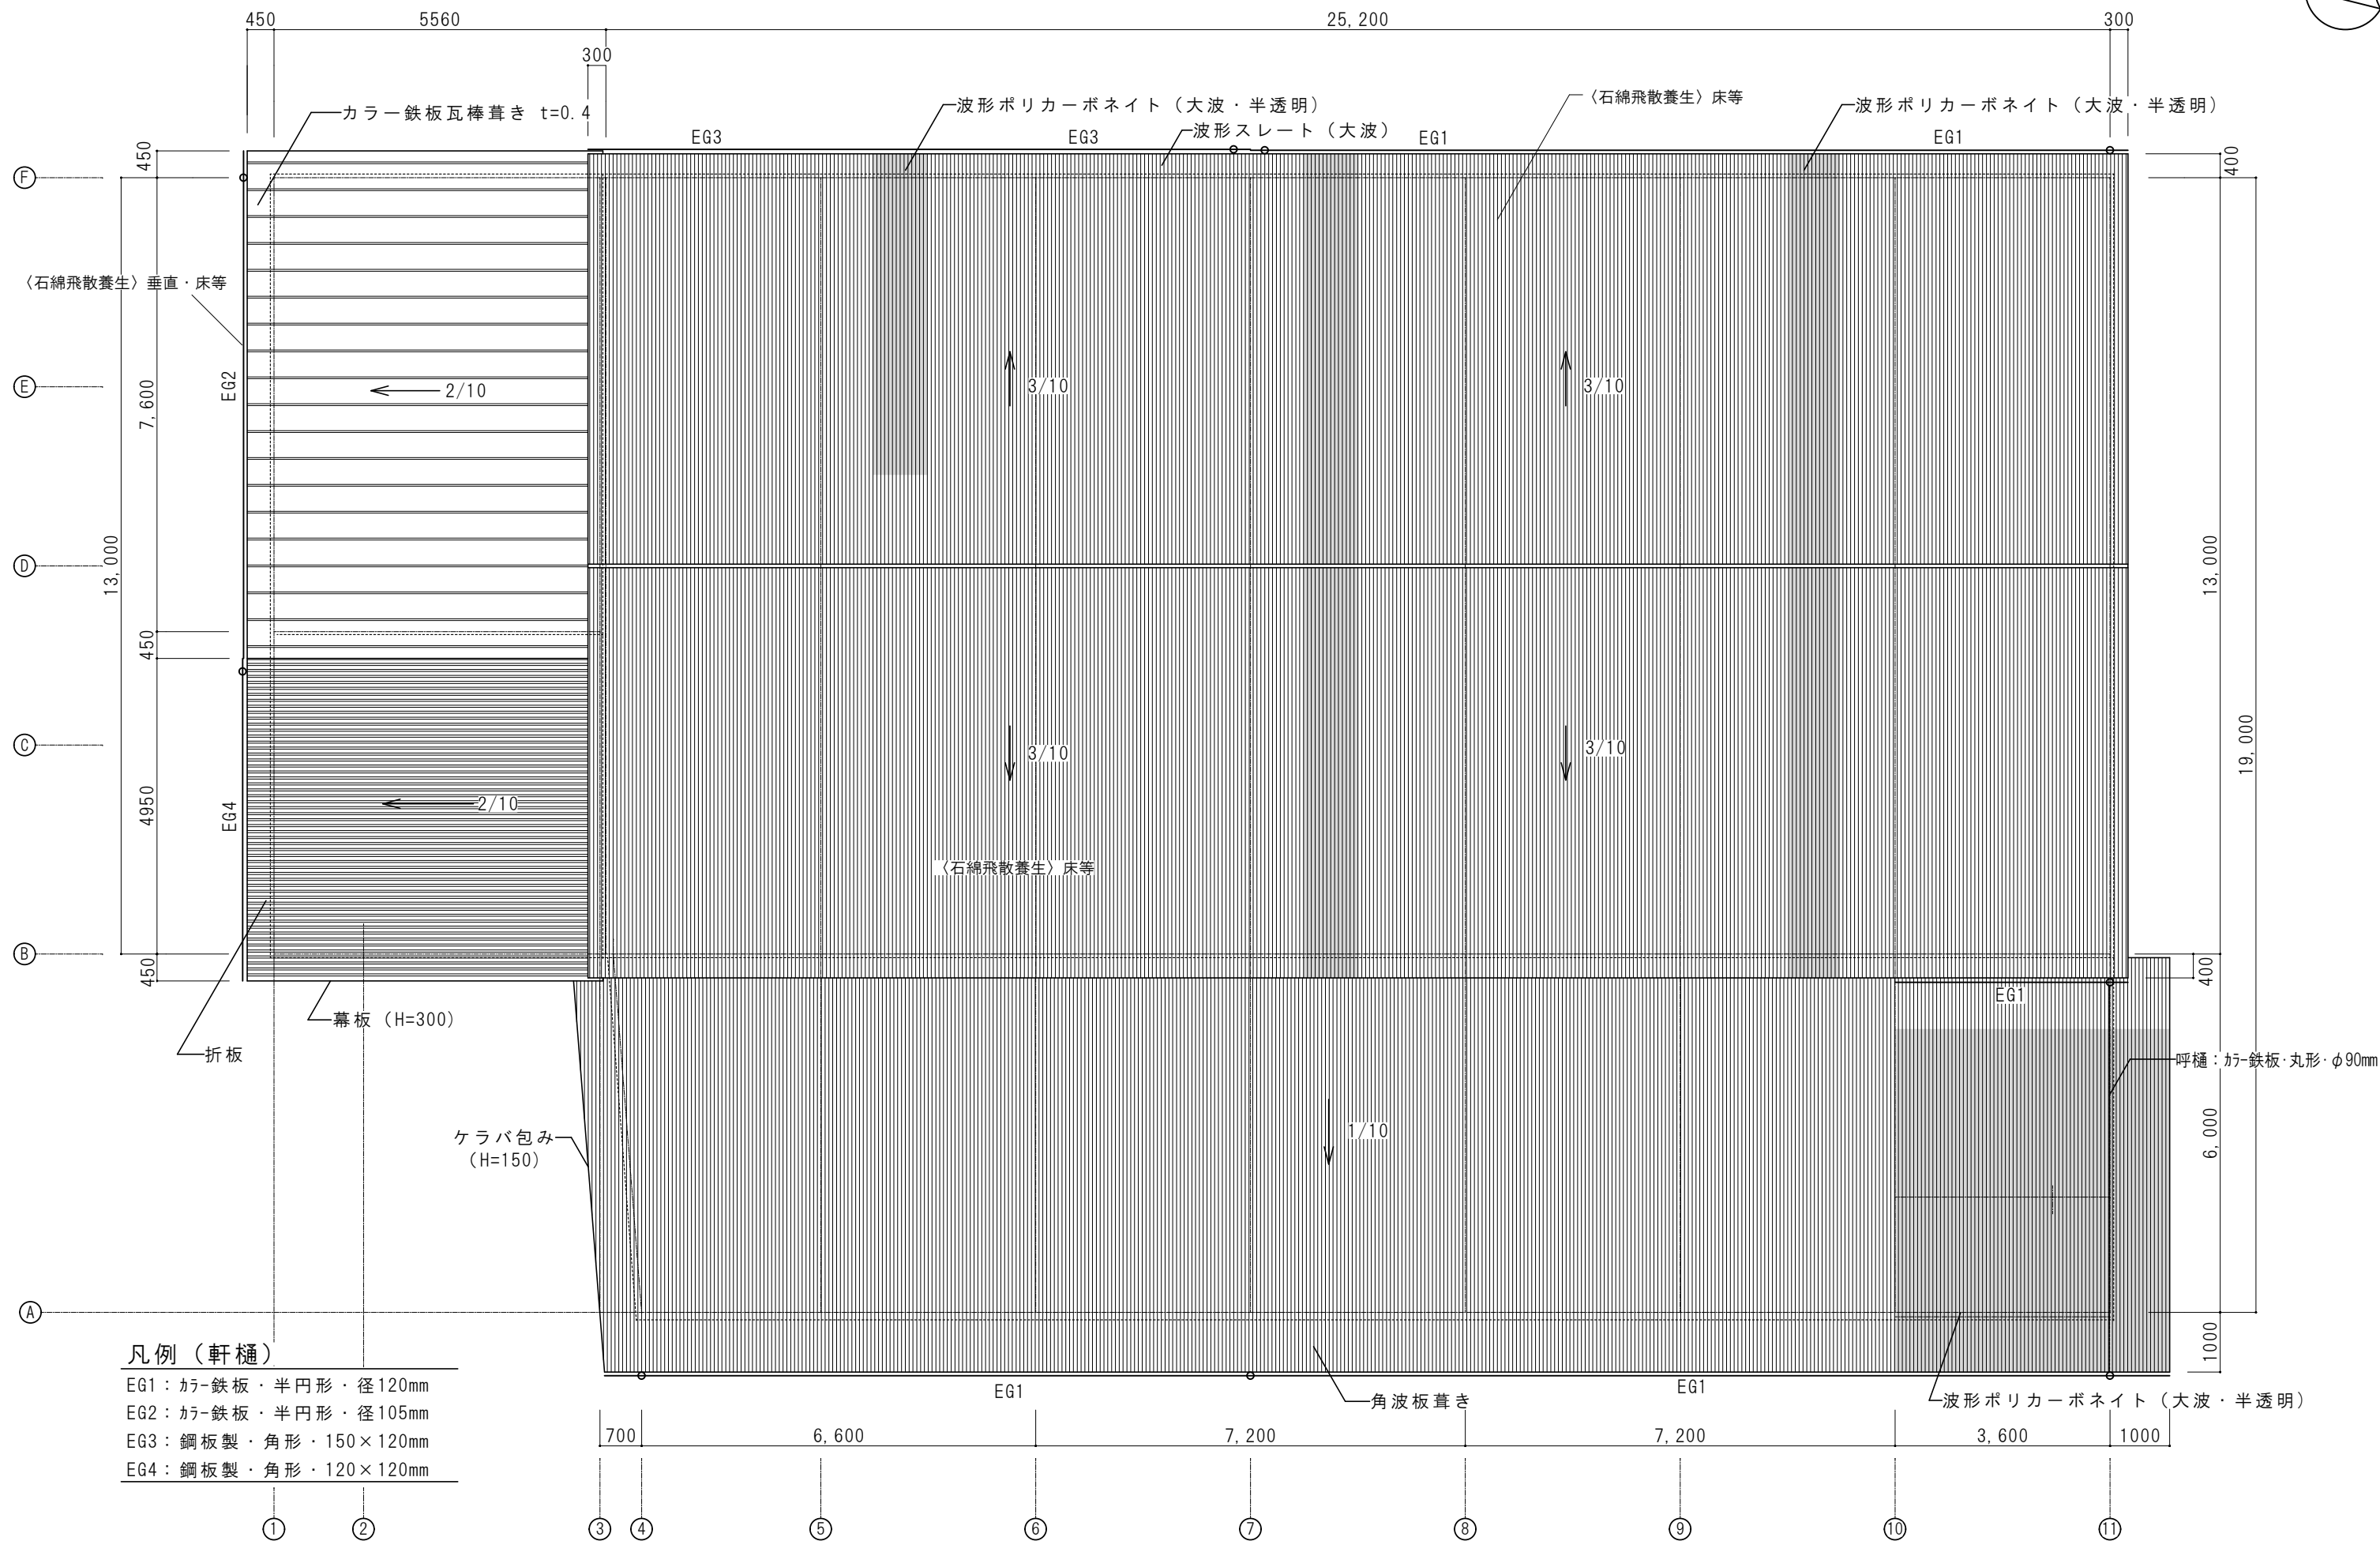 450
5560
25,200
300
300
カラー鉄板瓦棒葺き t=0.4
波形ポリカーボネイト（大波・半透明）
波形スレート（大波）
〈石綿飛散養生〉床等
波形ポリカーボネイト（大波・半透明）
EG3
EG3
EG1
EG1
450
400
F
〈石綿飛散養生〉垂直・床等
E
EG2
7,600
2/10
3/10
3/10
D
13,000
13,000
450
C
3/10
3/10
19,000
4950
EG4
2/10
〈石綿飛散養生〉床等
B
450
400
EG1
幕板（H=300）
折板
呼樋：カラー鉄板・丸形・φ90mm
ケラバ包み
（H=150）
1/10
6,000
A
1000
凡例（軒樋）
EG1：カラー鉄板・半円形・径120mm
EG2：カラー鉄板・半円形・径105mm
EG3：鋼板製・角形・150×120mm
EG4：鋼板製・角形・120×120mm
EG1
EG1
角波板葺き
波形ポリカーボネイト（大波・半透明）
700
6,600
7,200
7,200
3,600
1000
1
2
3
4
5
6
7
8
9
10
11